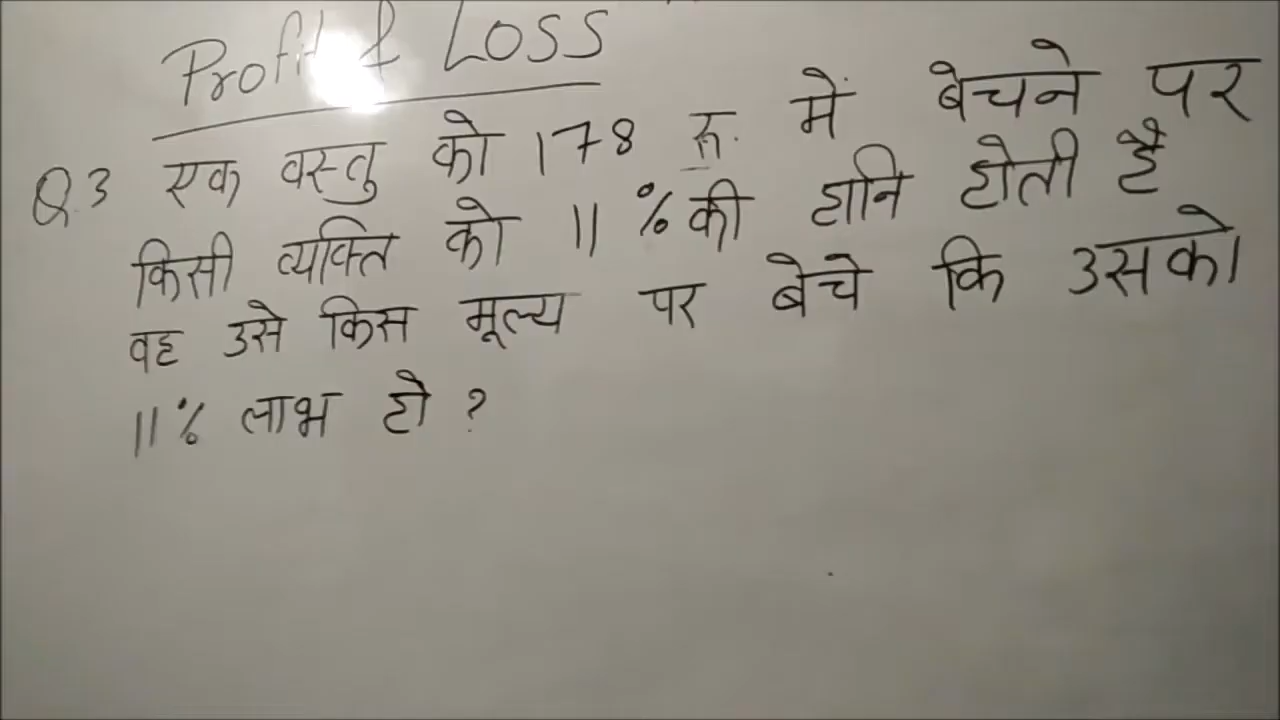 Profit & Loss
Q.3 एक वस्तु को 178 रू. में बेचने पर
किसी व्यक्ति को 11% की हानि होती है
वह उसे किस मूल्य पर बेचे कि उसको
11% लाभ हो ?